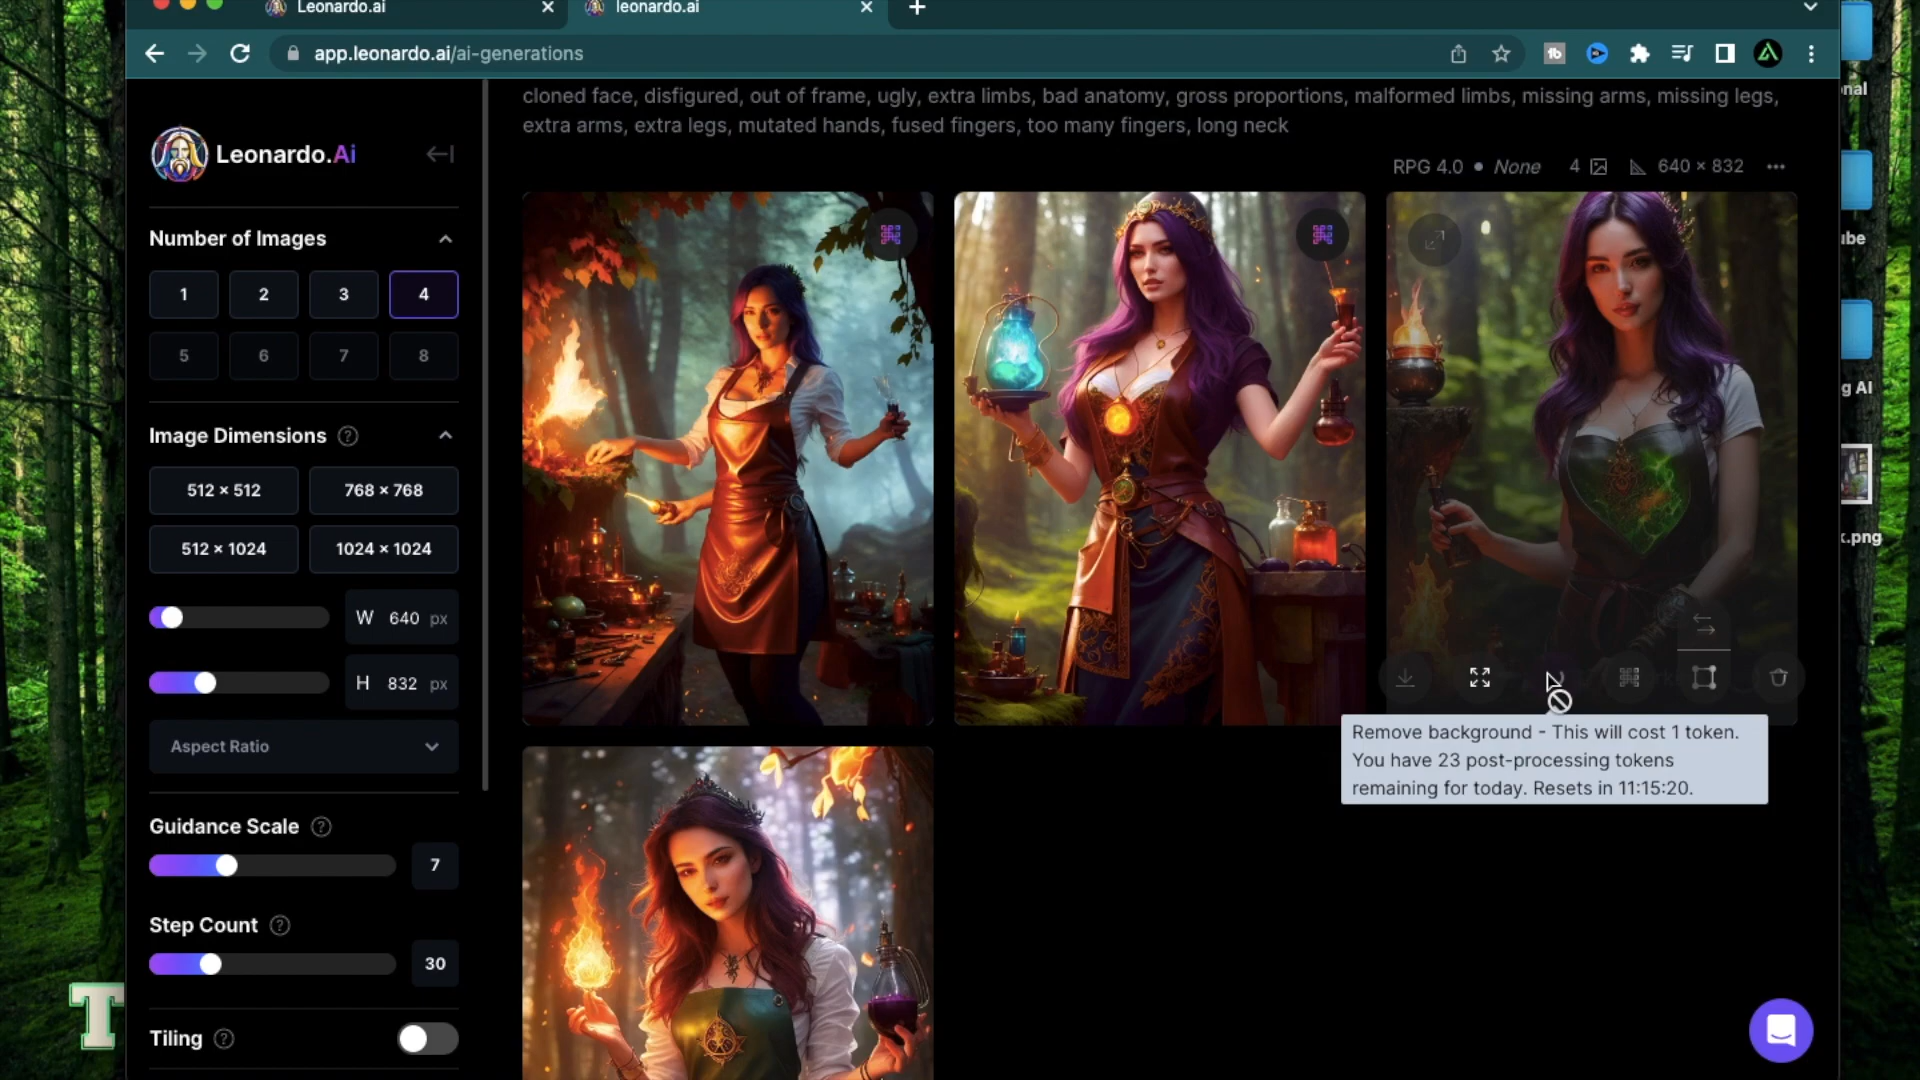 Leonardo.ai
leonardo.ai
app.leonardo.ai/ai-generations
cloned face, disfigured, out of frame, ugly, extra limbs, bad anatomy, gross proportions, malformed limbs, missing arms, missing legs,
extra arms, extra legs, mutated hands, fused fingers, too many fingers, long neck
Leonardo.Ai
RPG 4.0 • None 4 640 × 832 •••
Number of Images
1 2 3 4
5 6 7 8
Image Dimensions ?
512 × 512 768 × 768
512 × 1024 1024 × 1024
W 640 px
H 832 px
Aspect Ratio
Guidance Scale ?
7
Step Count ?
30
Tiling ?
Remove background - This will cost 1 token.
You have 23 post-processing tokens
remaining for today. Resets in 11:15:20.
tb
nal
ube
g AI
k.png
T